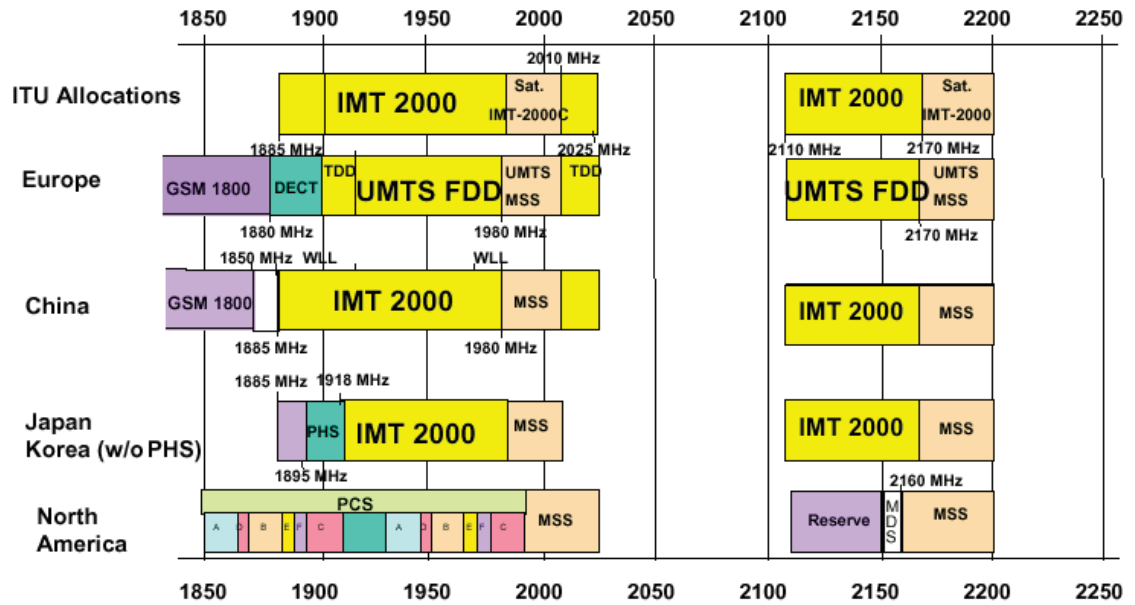 1850 1900 1950 2000 2050 2100 2150 2200 2250
2010 MHz
ITU Allocations
IMT 2000
Sat.
IMT-2000C
IMT 2000
Sat.
IMT-2000
1885 MHz
2025 MHz
2110 MHz
2170 MHz
Europe
GSM 1800
DECT
TDD
UMTS FDD
UMTS
MSS
TDD
UMTS FDD
UMTS
MSS
1880 MHz
1980 MHz
2170 MHz
1850 MHz
WLL
WLL
China
GSM 1800
IMT 2000
MSS
IMT 2000
MSS
1885 MHz
1980 MHz
1885 MHz
1918 MHz
Japan
Korea (w/o PHS)
PHS
IMT 2000
MSS
IMT 2000
MSS
1895 MHz
2160 MHz
North
America
PCS
A D B E F C A D B E F C
MSS
Reserve
MDS
MSS
1850 1900 1950 2000 2050 2100 2150 2200 2250